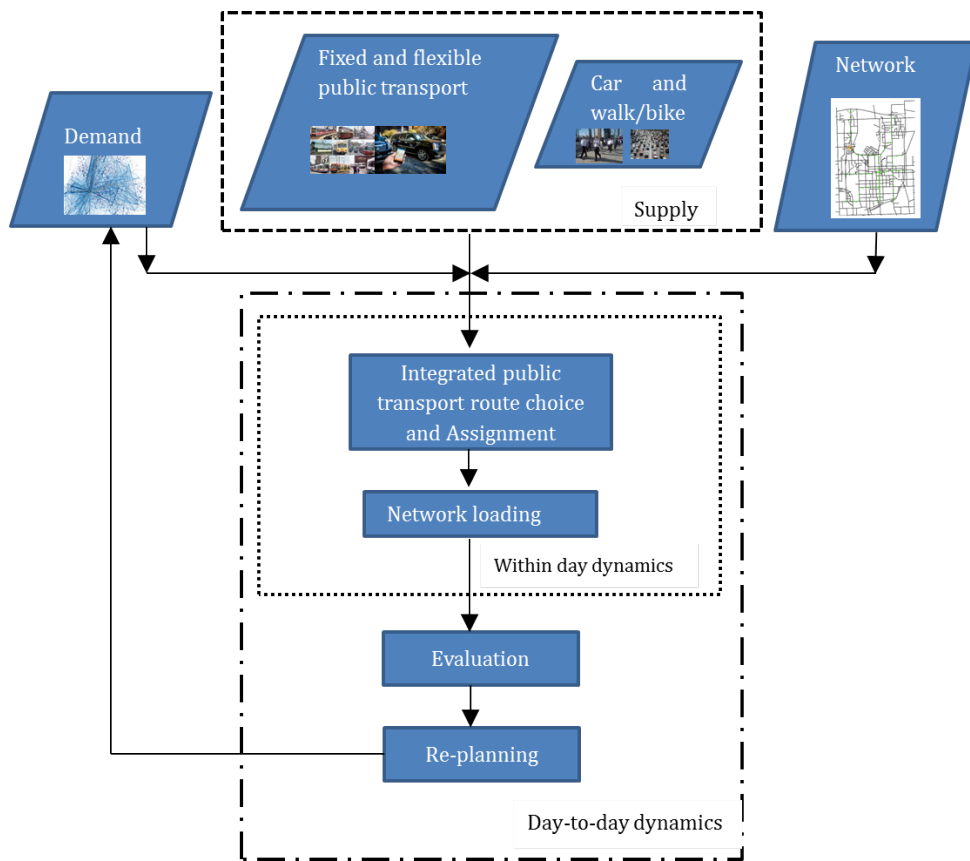 Fixed and flexible
public transport
Car and
walk/bike
Network
Demand
Supply
Integrated public
transport route choice
and Assignment
Network loading
Within day dynamics
Evaluation
Re-planning
Day-to-day dynamics